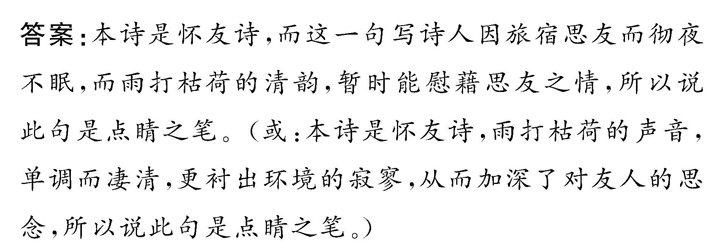 答案:本诗是怀友诗,而这一句写诗人因旅宿思友而彻夜
不眠,而雨打枯荷的清韵,暂时能慰藉思友之情,所以说
此句是点睛之笔。(或:本诗是怀友诗,雨打枯荷的声音,
单调而凄清,更衬出环境的寂寥,从而加深了对友人的思
念,所以说此句是点睛之笔。)